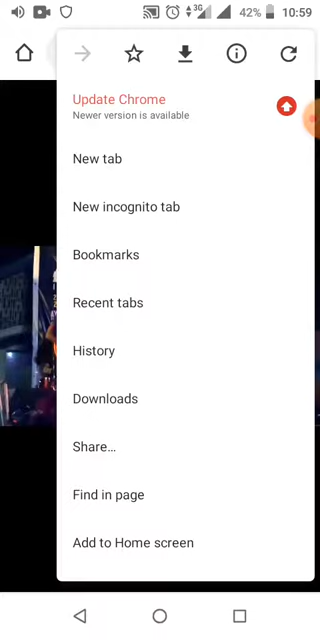 3G 42% 10:59
Update Chrome
Newer version is available
New tab
New incognito tab
Bookmarks
Recent tabs
History
Downloads
Share...
Find in page
Add to Home screen